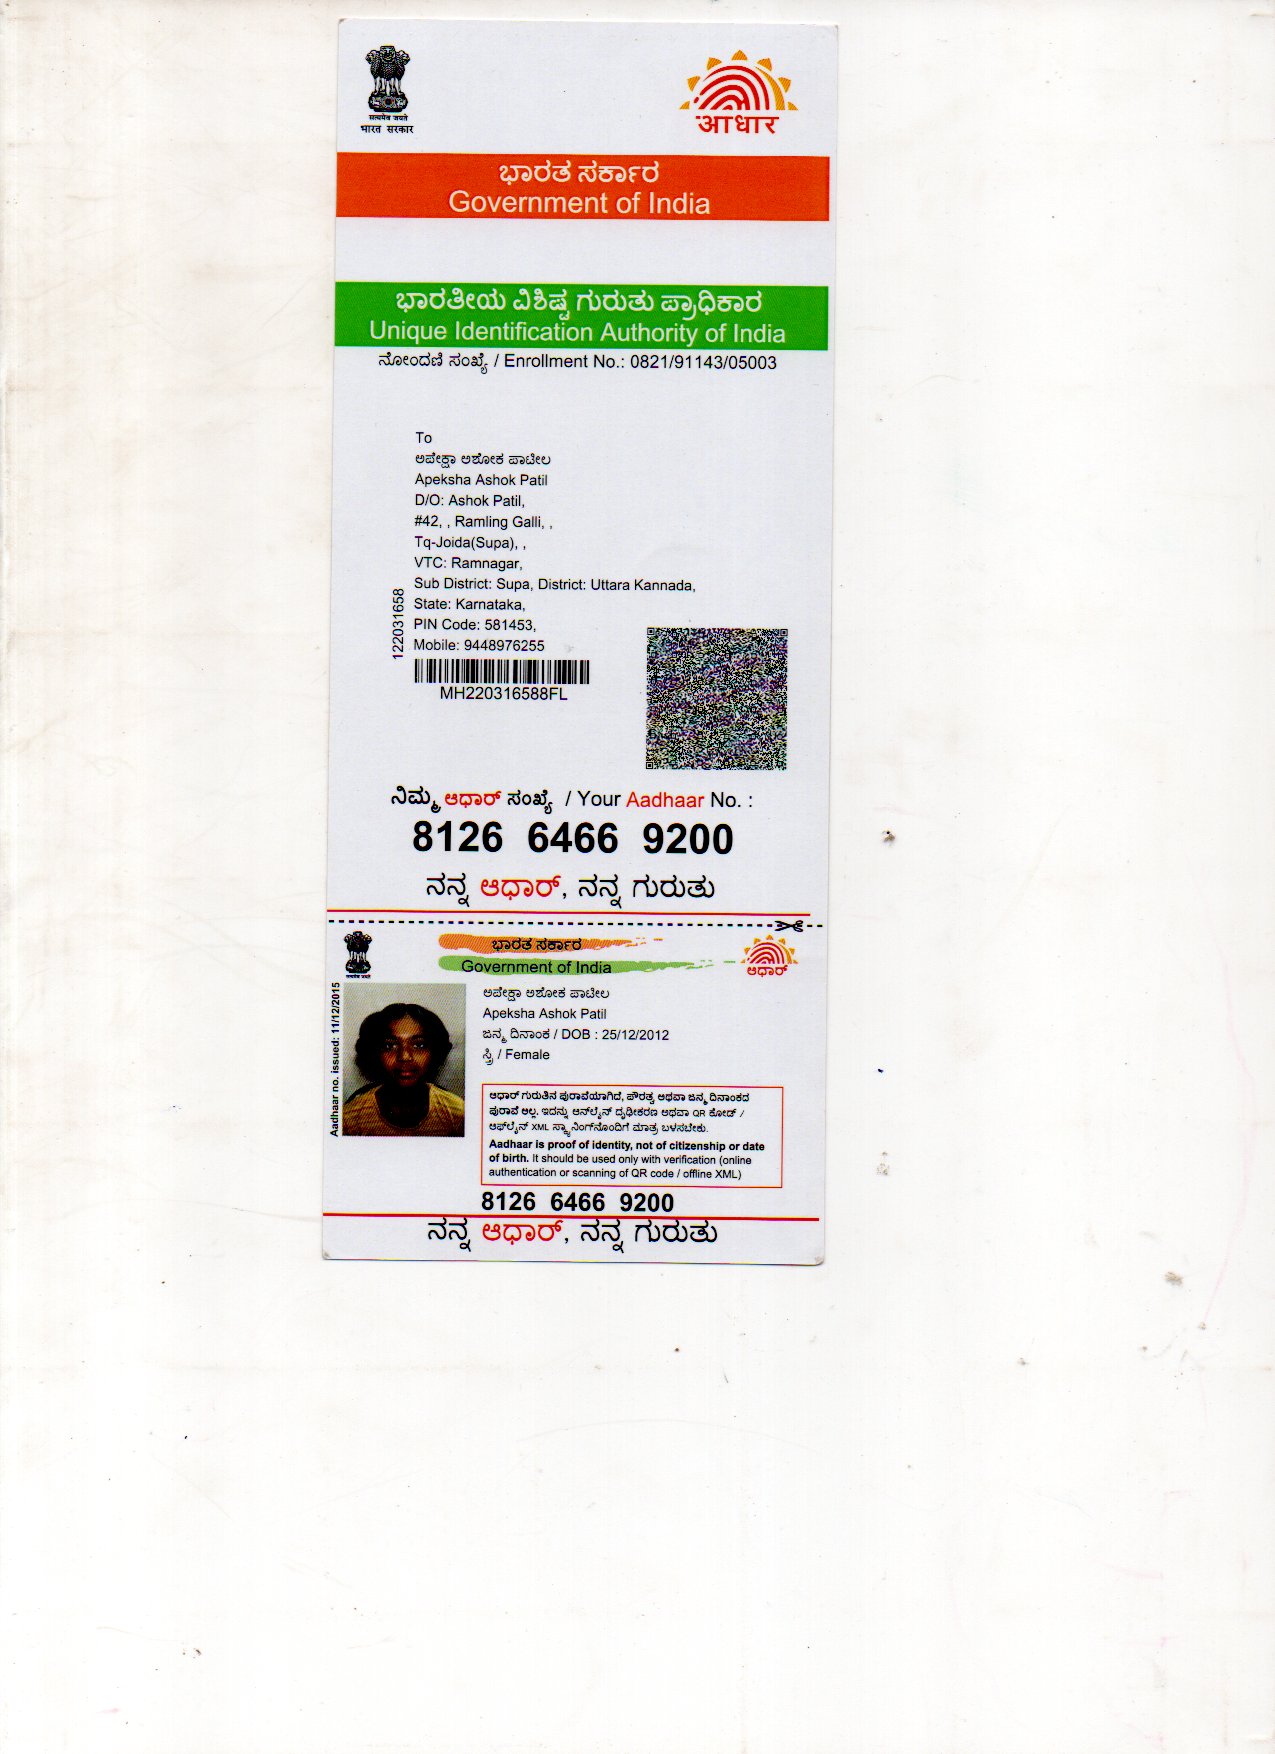 सत्यमेव जयते
भारत सरकार
आधार
ಭಾರತ ಸರ್ಕಾರ
Government of India
ಭಾರತೀಯ ವಿಶಿಷ್ಟ ಗುರುತು ಪ್ರಾಧಿಕಾರ
Unique Identification Authority of India
ನೋಂದಣಿ ಸಂಖ್ಯೆ / Enrollment No.: 0821/91143/05003
To
ಅಪೇಕ್ಷಾ ಅಶೋಕ ಪಾಟೀಲ
Apeksha Ashok Patil
D/O: Ashok Patil,
#42, , Ramling Galli, ,
Tq-Joida(Supa), ,
VTC: Ramnagar,
Sub District: Supa, District: Uttara Kannada,
State: Karnataka,
PIN Code: 581453,
Mobile: 9448976255
122031658
MH220316588FL
ನಿಮ್ಮ ಆಧಾರ್ ಸಂಖ್ಯೆ / Your Aadhaar No. :
8126 6466 9200
ನನ್ನ ಆಧಾರ್, ನನ್ನ ಗುರುತು
ಭಾರತ ಸರ್ಕಾರ
Government of India
ಆಧಾರ್
Aadhaar no. issued: 11/12/2015
ಅಪೇಕ್ಷಾ ಅಶೋಕ ಪಾಟೀಲ
Apeksha Ashok Patil
ಜನ್ಮ ದಿನಾಂಕ / DOB : 25/12/2012
ಸ್ತ್ರಿ / Female
ಆಧಾರ್ ಗುರುತಿನ ಪುರಾವೆಯಾಗಿದೆ, ಪೌರತ್ವ ಅಥವಾ ಜನ್ಮ ದಿನಾಂಕದ
ಪುರಾವೆ ಅಲ್ಲ. ಇದನ್ನು ಆನ್‌ಲೈನ್ ದೃಢೀಕರಣ ಅಥವಾ QR ಕೋಡ್ /
ಆಫ್‌ಲೈನ್ XML ಸ್ಕ್ಯಾನಿಂಗ್‌ನೊಂದಿಗೆ ಮಾತ್ರ ಬಳಸಬೇಕು.
Aadhaar is proof of identity, not of citizenship or date
of birth. It should be used only with verification (online
authentication or scanning of QR code / offline XML)
8126 6466 9200
ನನ್ನ ಆಧಾರ್, ನನ್ನ ಗುರುತು